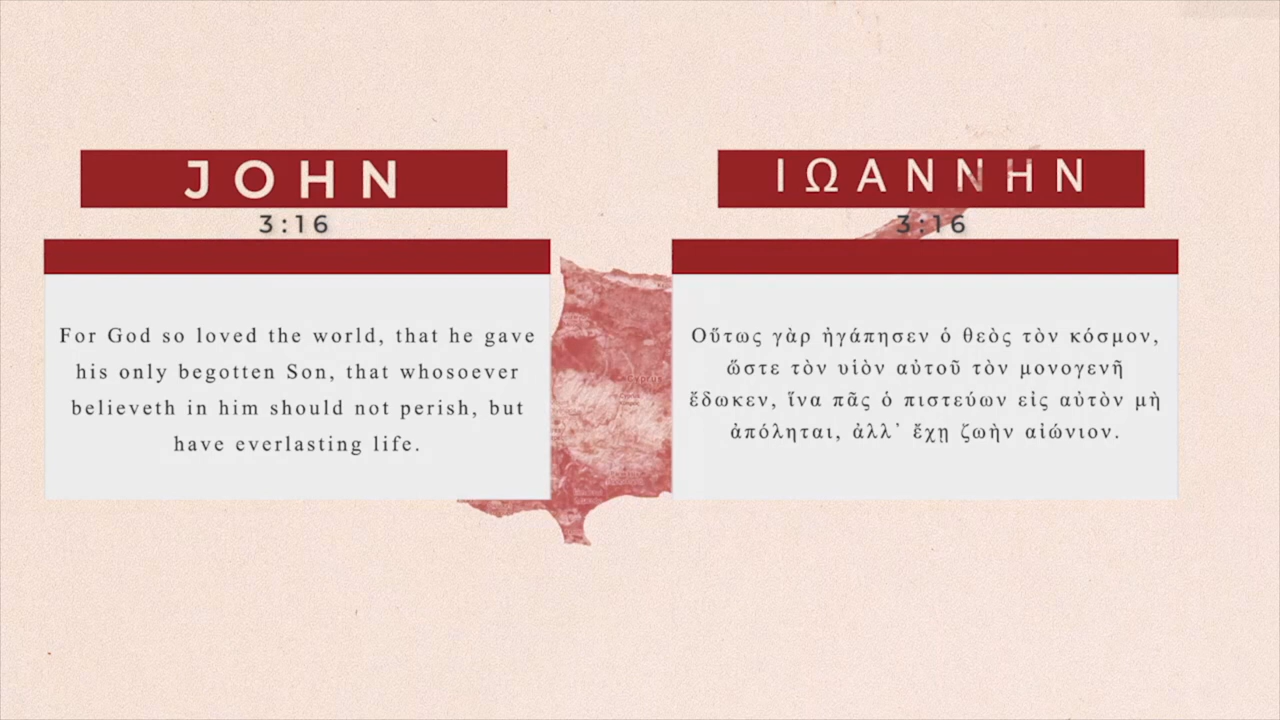 JOHN
3:16
For God so loved the world, that he gave
his only begotten Son, that whosoever
believeth in him should not perish, but
have everlasting life.
ΙΩΑΝΝΗΝ
3:16
Οὕτως γὰρ ἠγάπησεν ὁ θεὸς τὸν κόσμον,
ὥστε τὸν υἱὸν αὐτοῦ τὸν μονογενῆ
ἔδωκεν, ἵνα πᾶς ὁ πιστεύων εἰς αὐτὸν μὴ
ἀπόληται, ἀλλ᾽ ἔχῃ ζωὴν αἰώνιον.
Cyprus